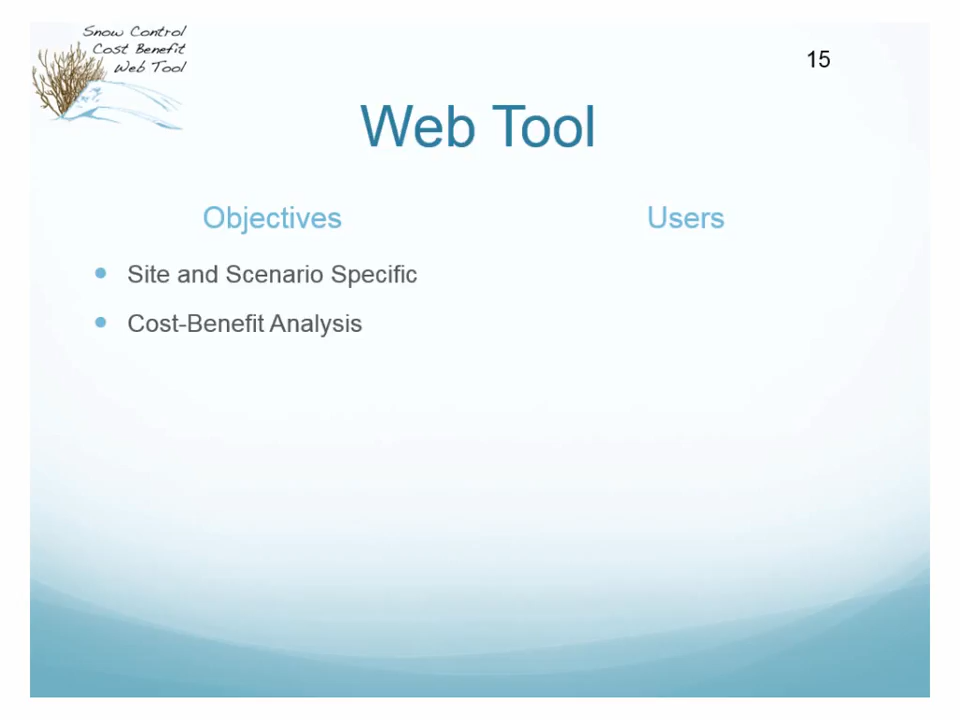 Snow Control
Cost Benefit
Web Tool
15
Web Tool
Objectives
Users
Site and Scenario Specific
Cost-Benefit Analysis